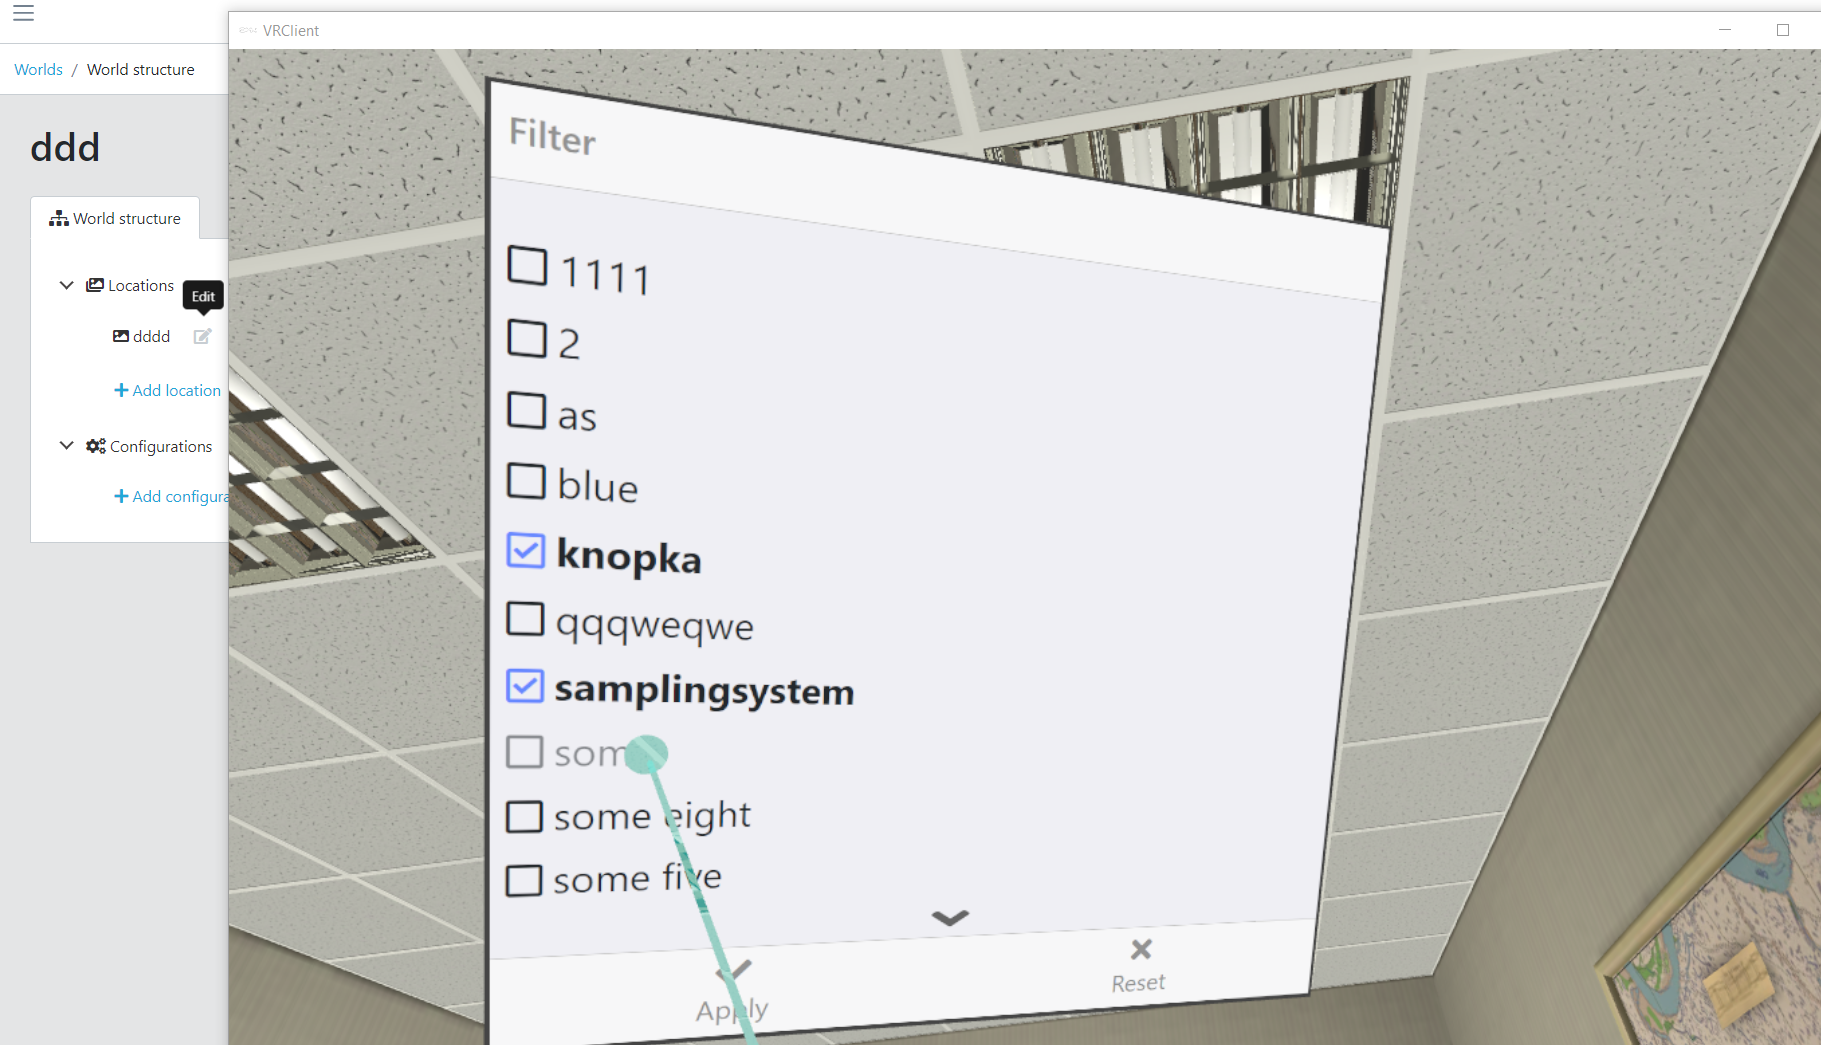 VRClient
Worlds / World structure
ddd
World structure
Locations
Edit
dddd
Add location
Configurations
Add configura
Filter
1111
2
as
blue
knopka
qqqweqwe
samplingsystem
some eight
some five
Apply
Reset